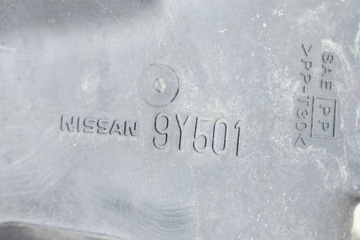 NISSAN 9Y501
SAE PP
>PP-T30<